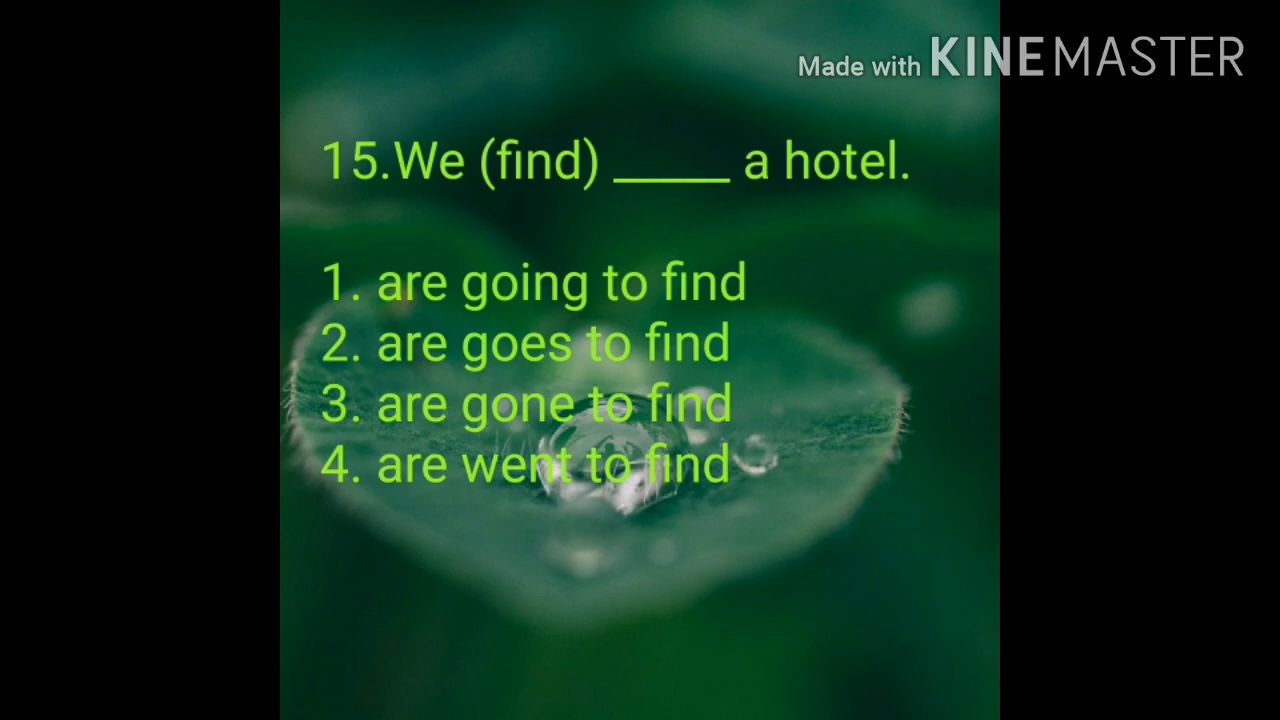 Made with KINEMASTER
15.We (find) _____ a hotel.
1. are going to find
2. are goes to find
3. are gone to find
4. are went to find